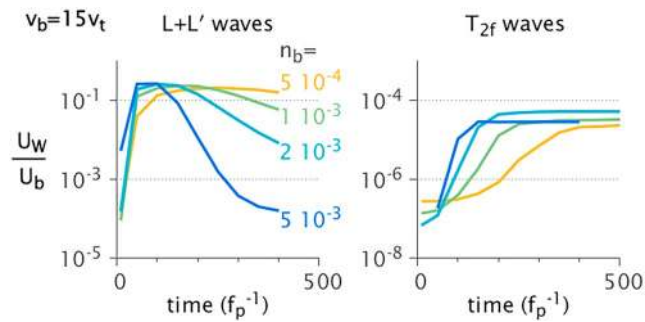 v_b=15v_t
L+L′ waves
T_2f waves
n_b=
5 10^-4
1 10^-3
2 10^-3
5 10^-3
U_W
U_b
10^-1
10^-3
10^-5
0
500
time (f_p^-1)
10^-4
10^-6
10^-8
0
500
time (f_p^-1)